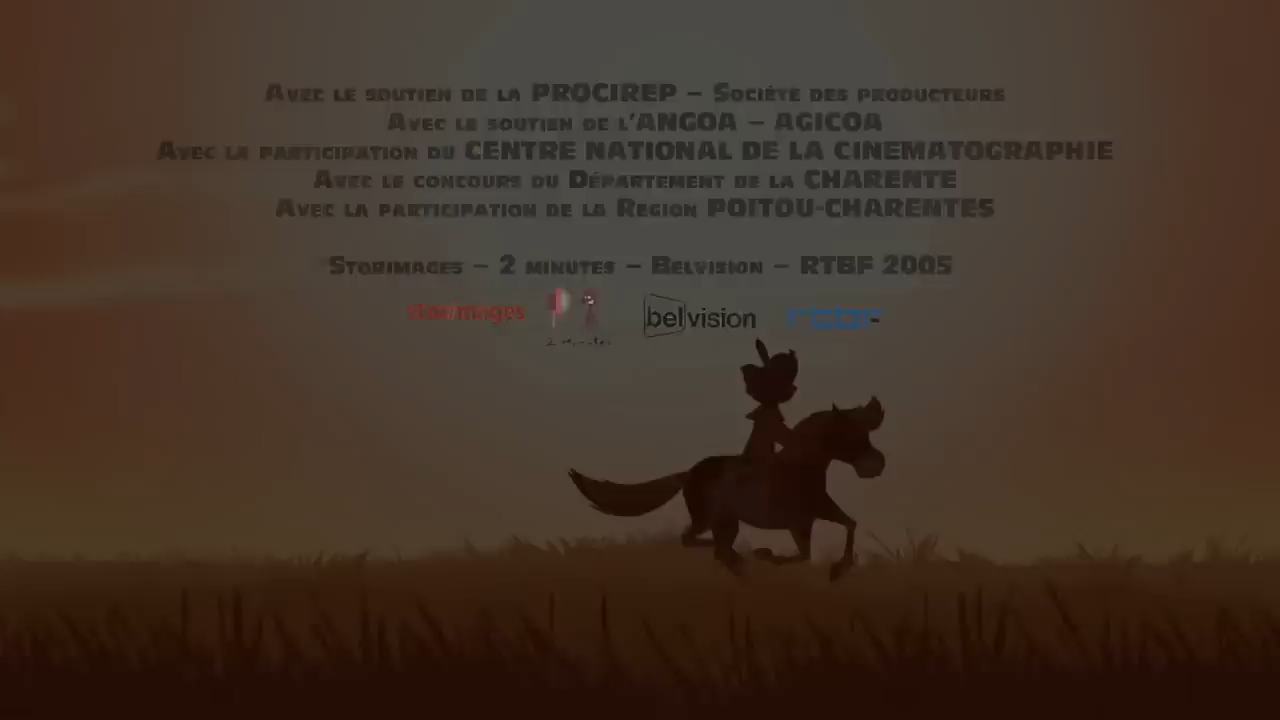 Avec le soutien de la PROCIREP – Société des producteurs
Avec le soutien de l'ANGOA – AGICOA
Avec la participation du CENTRE NATIONAL DE LA CINEMATOGRAPHIE
Avec le concours du Département de la CHARENTE
Avec la participation de la Region POITOU-CHARENTES
Storimages – 2 minutes – Belvision – RTBF 2005
storimages
2 Minutes
belvision
rtbf